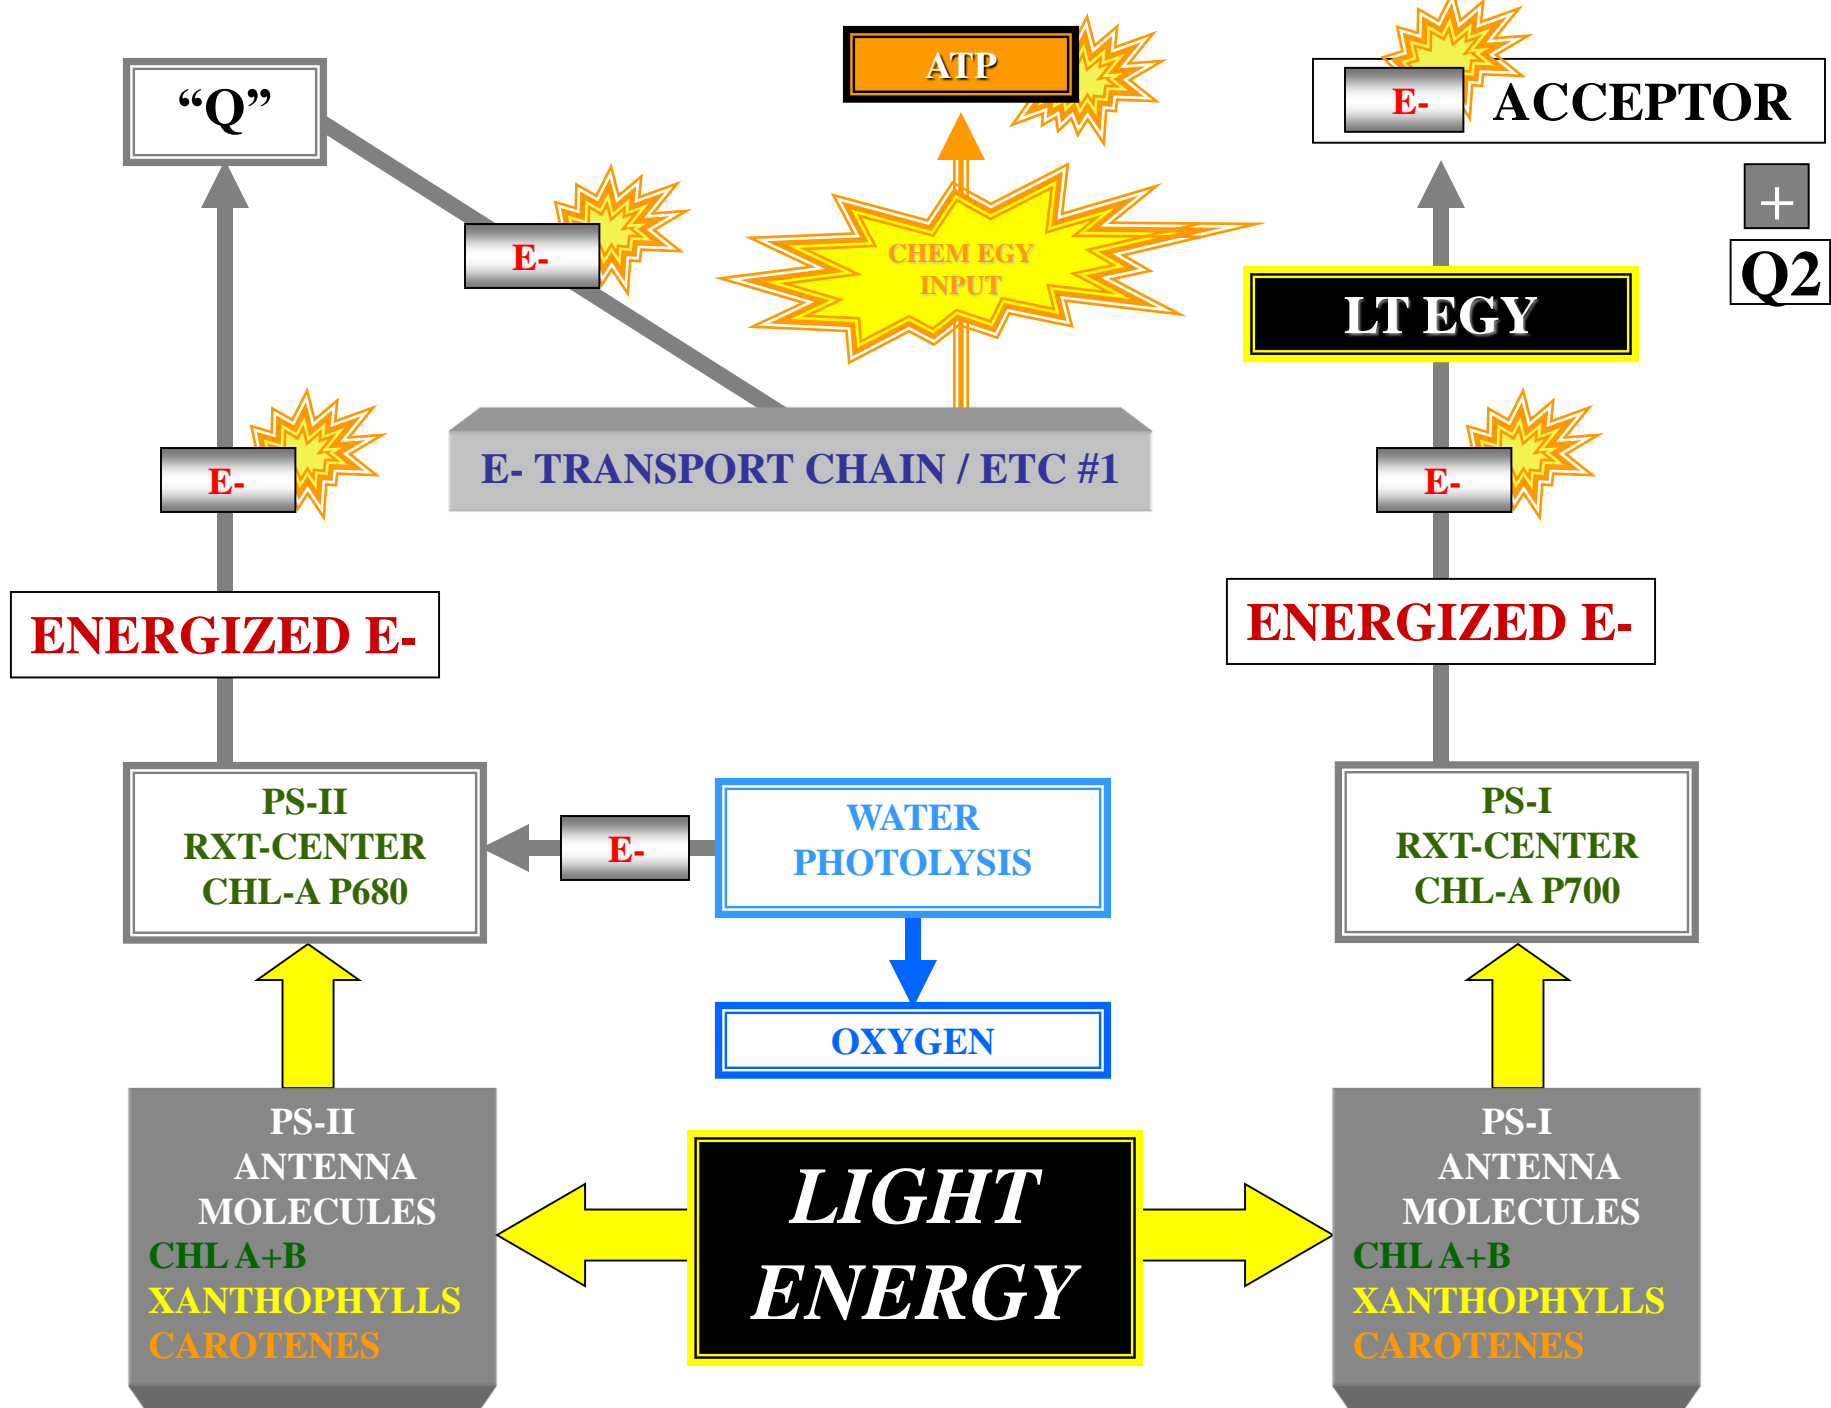 ATP
“Q”
E-
ACCEPTOR
+
Q2
E-
CHEM EGY
INPUT
LT EGY
E-
E- TRANSPORT CHAIN / ETC #1
E-
ENERGIZED E-
ENERGIZED E-
PS-II
RXT-CENTER
CHL-A P680
E-
WATER
PHOTOLYSIS
PS-I
RXT-CENTER
CHL-A P700
OXYGEN
PS-II
ANTENNA
MOLECULES
CHL A+B
XANTHOPHYLLS
CAROTENES
LIGHT
ENERGY
PS-I
ANTENNA
MOLECULES
CHL A+B
XANTHOPHYLLS
CAROTENES